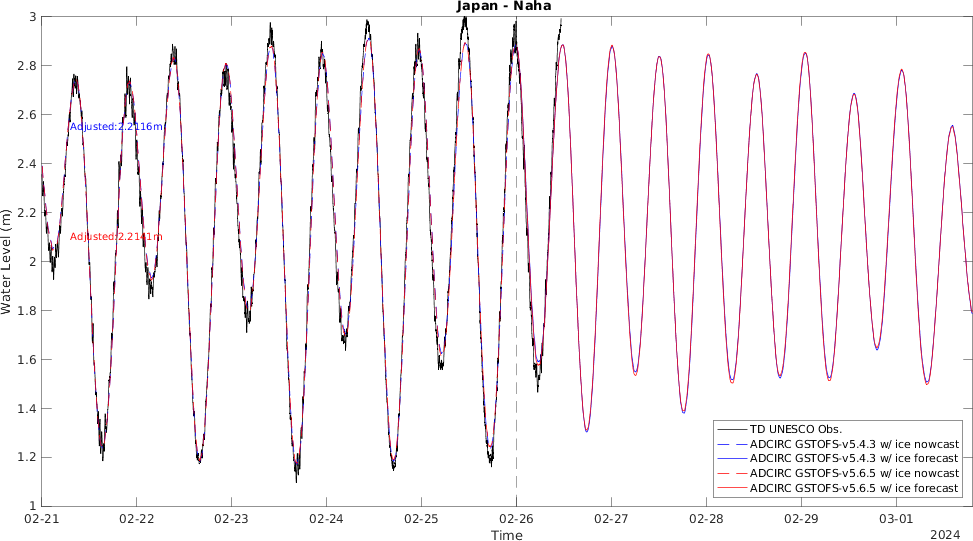 Japan - Naha
3
2.8
2.6
2.4
2.2
2
1.8
1.6
1.4
1.2
1
Water Level (m)
Adjusted:2.2116m
Adjusted:2.2141m
TD UNESCO Obs.
ADCIRC GSTOFS-v5.4.3 w/ ice nowcast
ADCIRC GSTOFS-v5.4.3 w/ ice forecast
ADCIRC GSTOFS-v5.6.5 w/ ice nowcast
ADCIRC GSTOFS-v5.6.5 w/ ice forecast
02-21 02-22 02-23 02-24 02-25 02-26 02-27 02-28 02-29 03-01
Time
2024